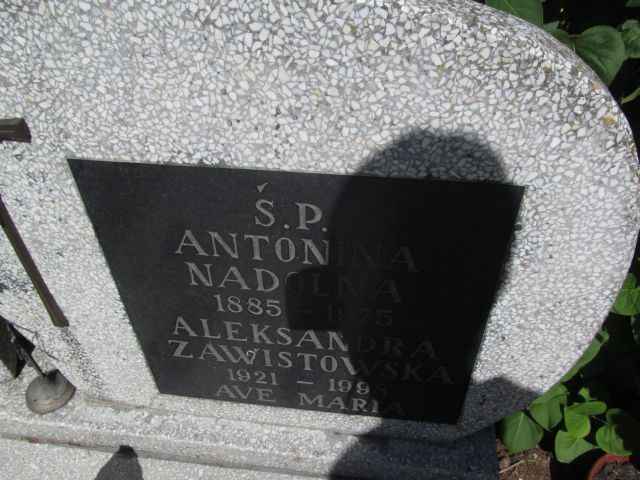 Ś.P.
ANTONINA
NADOLNA
1885 - 1975
ALEKSANDRA
ZAWISTOWSKA
1921 - 1998
AVE MARIA